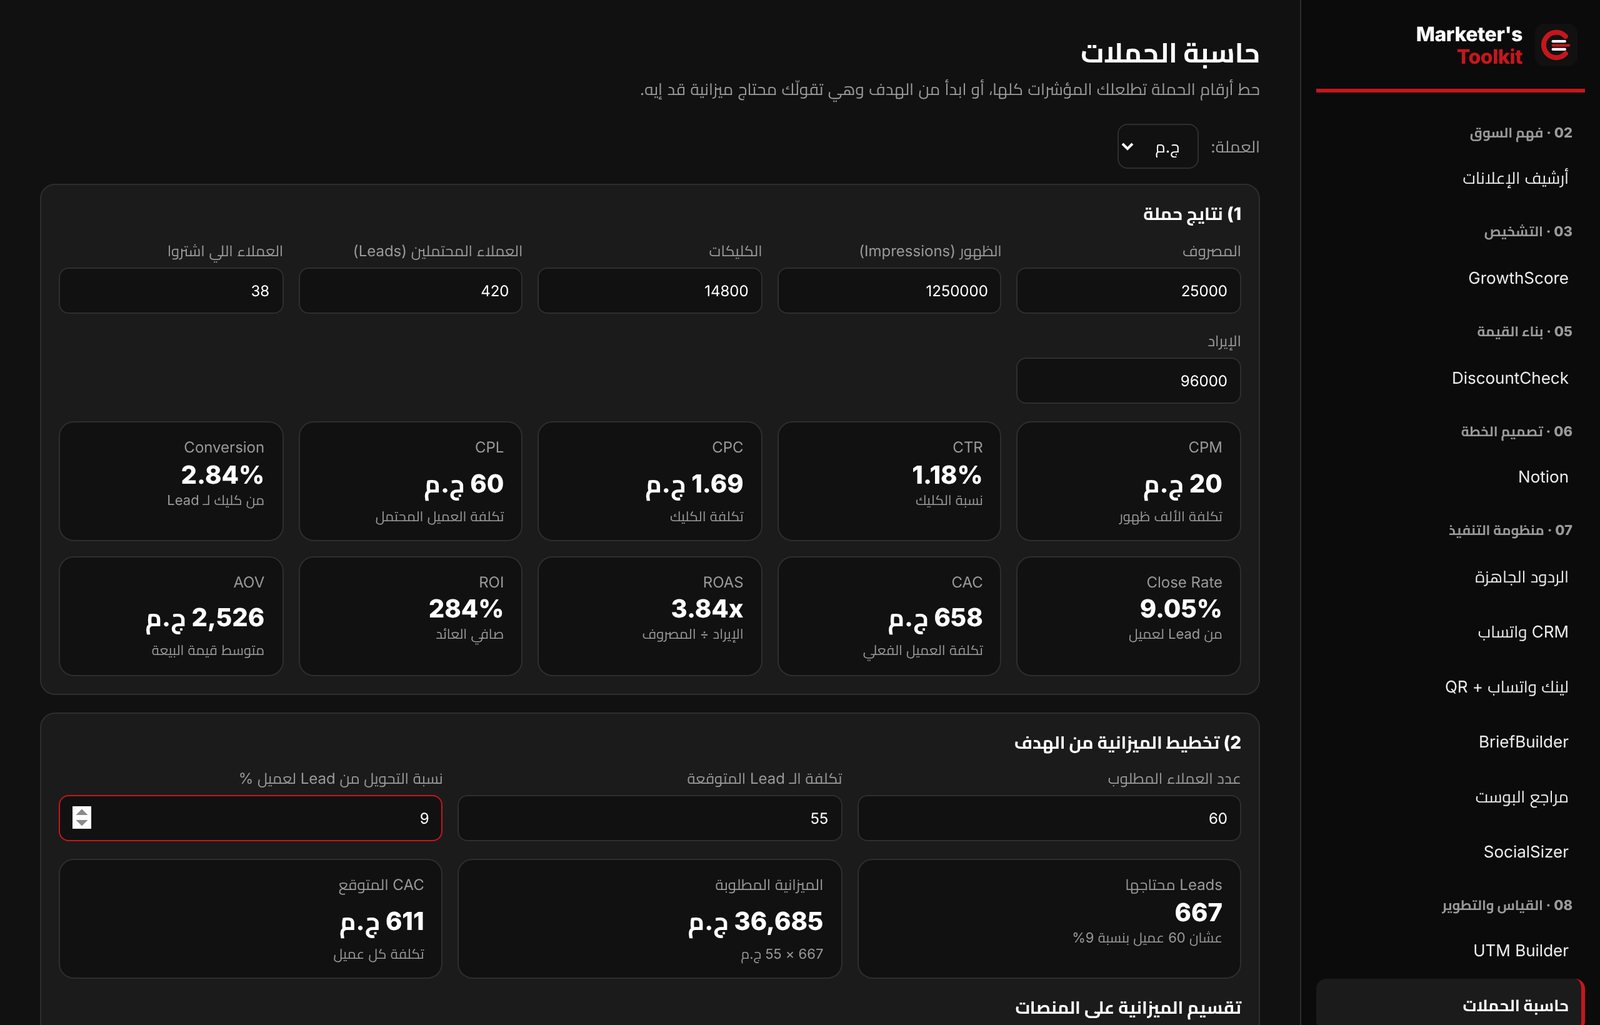 Marketer's
Toolkit
02 · فهم السوق
أرشيف الإعلانات
03 · التشخيص
GrowthScore
05 · بناء القيمة
DiscountCheck
06 · تصميم الخطة
Notion
07 · منظومة التنفيذ
الردود الجاهزة
CRM واتساب
لينك واتساب + QR
BriefBuilder
مراجع البوست
SocialSizer
08 · القياس والتطوير
UTM Builder
حاسبة الحملات
حاسبة الحملات
حط أرقام الحملة تطلعلك المؤشرات كلها، أو ابدأ من الهدف وهي تقولّك محتاج ميزانية قد إيه.
العملة: ج.م
1) نتايج حملة
المصروف
25000
الظهور (Impressions)
1250000
الكليكات
14800
العملاء المحتملين (Leads)
420
العملاء اللي اشتروا
38
الإيراد
96000
CPM
20 ج.م
تكلفة الألف ظهور
CTR
1.18%
نسبة الكليك
CPC
1.69 ج.م
تكلفة الكليك
CPL
60 ج.م
تكلفة العميل المحتمل
Conversion
2.84%
من كليك لـ Lead
Close Rate
9.05%
من Lead لعميل
CAC
658 ج.م
تكلفة العميل الفعلي
ROAS
3.84x
الإيراد ÷ المصروف
ROI
284%
صافي العائد
AOV
2,526 ج.م
متوسط قيمة البيعة
2) تخطيط الميزانية من الهدف
عدد العملاء المطلوب
60
تكلفة الـ Lead المتوقعة
55
نسبة التحويل من Lead لعميل %
9
Leads محتاجها
667
عشان 60 عميل بنسبة 9%
الميزانية المطلوبة
36,685 ج.م
667 × 55 ج.م
CAC المتوقع
611 ج.م
تكلفة كل عميل
تقسيم الميزانية على المنصات